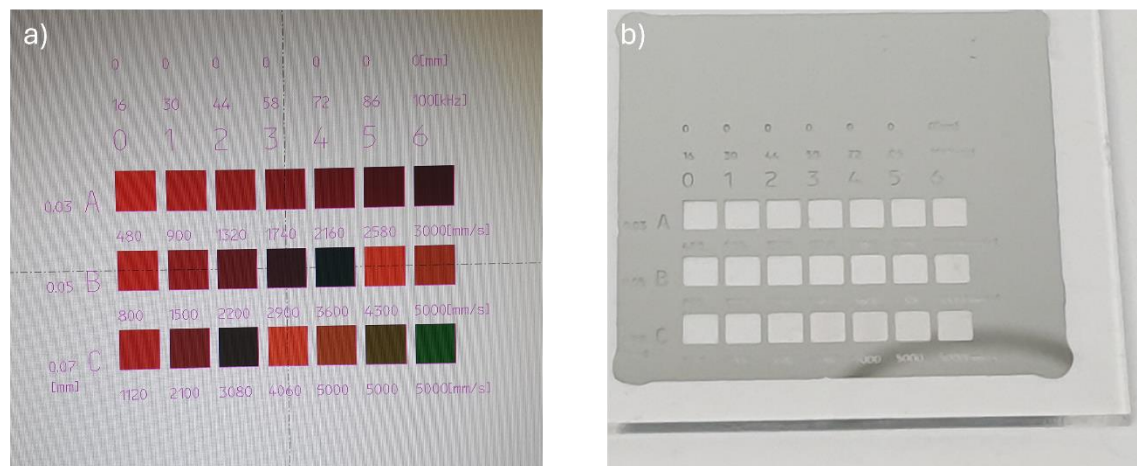 a)
0 0 0 0 0 0 0[mm]
16 30 44 58 72 86 100[kHz]
0 1 2 3 4 5 6
0.03 A
480 900 1320 1740 2160 2580 3000[mm/s]
0.05 B
800 1500 2200 2900 3600 4300 5000[mm/s]
0.07 C
[mm]
1120 2100 3080 4060 5000 5000 5000[mm/s]
b)
0 0 0 0 0 0
16 30 44 72
0 1 2 3 4 5 6
0.03 A
B
C
5000